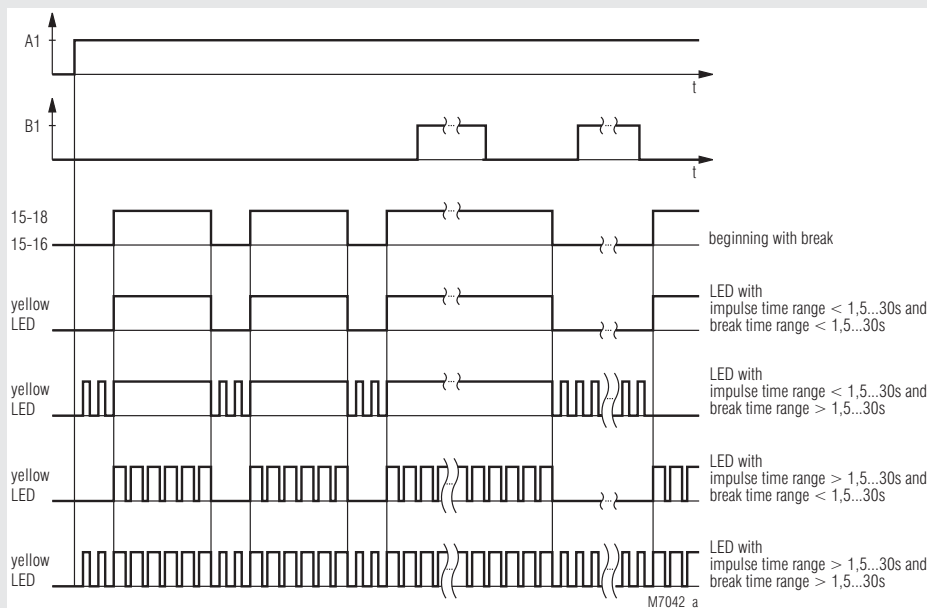 A1
t
B1
t
15-18
15-16
beginning with break
yellow
LED
LED with
impulse time range < 1,5...30s and
break time range < 1,5...30s
yellow
LED
LED with
impulse time range < 1,5...30s and
break time range > 1,5...30s
yellow
LED
LED with
impulse time range > 1,5...30s and
break time range < 1,5...30s
yellow
LED
LED with
impulse time range > 1,5...30s and
break time range > 1,5...30s
M7042_a